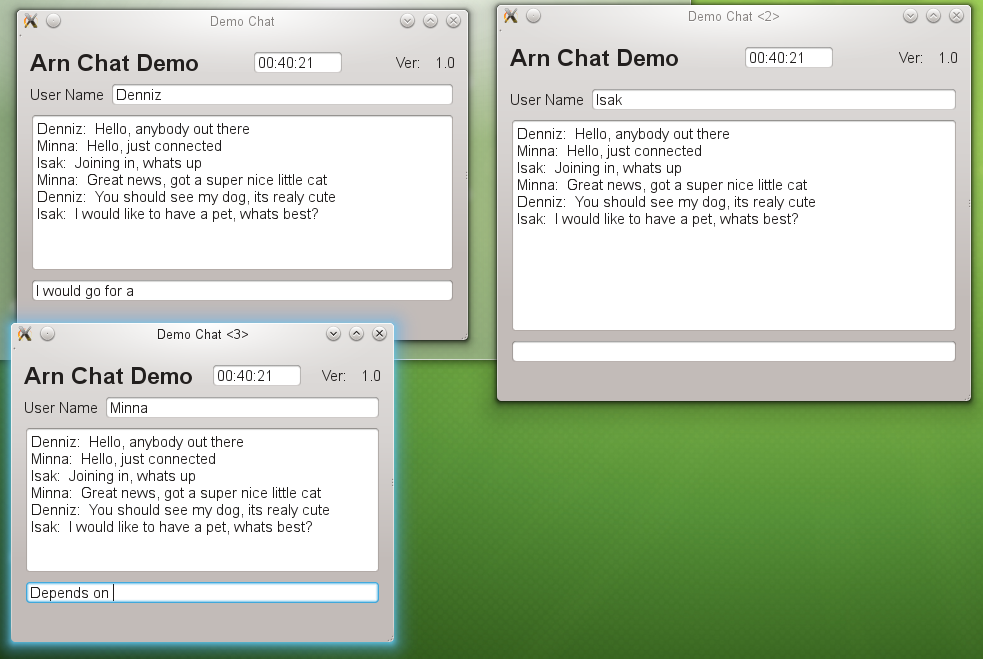 Demo Chat
Arn Chat Demo 00:40:21 Ver: 1.0
User Name Denniz
Denniz: Hello, anybody out there
Minna: Hello, just connected
Isak: Joining in, whats up
Minna: Great news, got a super nice little cat
Denniz: You should see my dog, its realy cute
Isak: I would like to have a pet, whats best?
I would go for a
Demo Chat <2>
Arn Chat Demo 00:40:21 Ver: 1.0
User Name Isak
Denniz: Hello, anybody out there
Minna: Hello, just connected
Isak: Joining in, whats up
Minna: Great news, got a super nice little cat
Denniz: You should see my dog, its realy cute
Isak: I would like to have a pet, whats best?
Demo Chat <3>
Arn Chat Demo 00:40:21 Ver: 1.0
User Name Minna
Denniz: Hello, anybody out there
Minna: Hello, just connected
Isak: Joining in, whats up
Minna: Great news, got a super nice little cat
Denniz: You should see my dog, its realy cute
Isak: I would like to have a pet, whats best?
Depends on